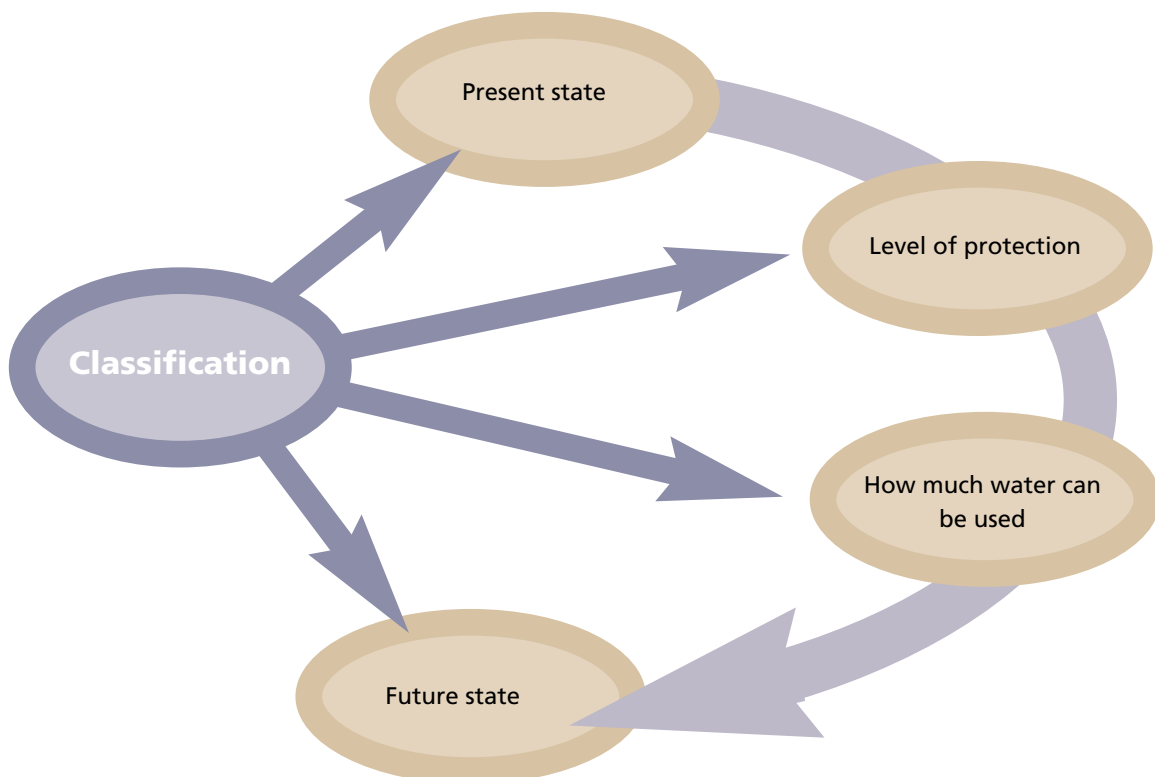 Present state
Level of protection
Classification
How much water can
be used
Future state